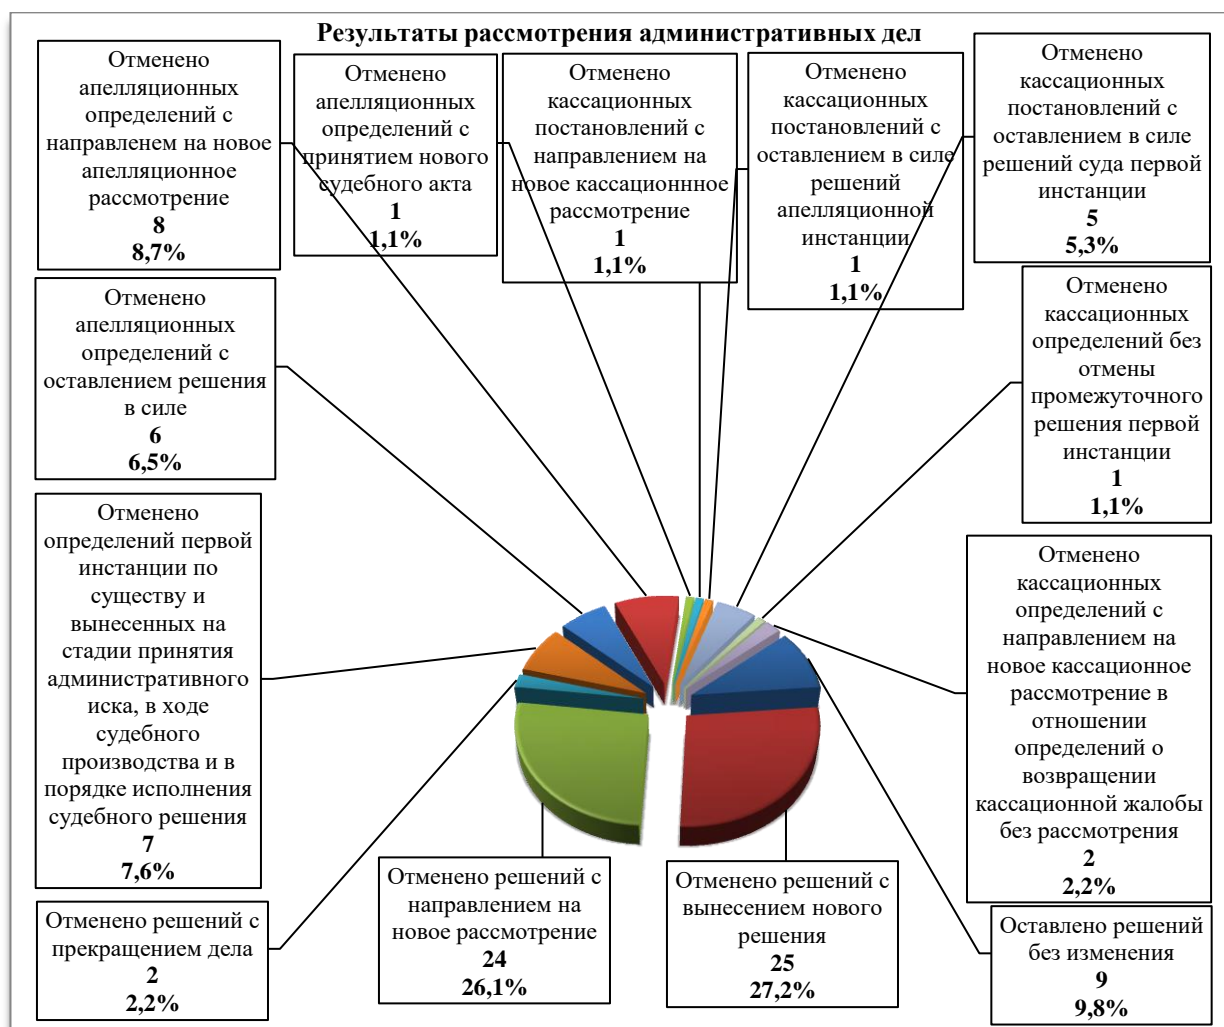 Результаты рассмотрения административных дел
Отменено
апелляционных
определений с
направленем на новое
апелляционное
рассмотрение
8
8,7%
Отменено
апелляционных
определений с
принятием нового
судебного акта
1
1,1%
Отменено
кассационных
постановлений с
направлением на
новое кассационнное
рассмотрение
1
1,1%
Отменено
кассационных
постановлений с
оставлением в силе
решений
апелляционной
инстанции
1
1,1%
Отменено
кассационных
постановлений с
оставлением в силе
решений суда первой
инстанции
5
5,3%
Отменено
апелляционных
определений с
оставлением решения
в силе
6
6,5%
Отменено
кассационных
определений без
отмены
промежуточного
решения первой
инстанции
1
1,1%
Отменено
определений первой
инстанции по
существу и
вынесенных на
стадии принятия
административного
иска, в ходе
судебного
производства и в
порядке исполнения
судебного решения
7
7,6%
Отменено
кассационных
определений с
направлением на
новое кассационное
рассмотрение в
отношении
определений о
возвращении
кассационной жалобы
без рассмотрения
2
2,2%
Отменено решений с
прекращением дела
2
2,2%
Отменено решений с
направлением на
новое рассмотрение
24
26,1%
Отменено решений с
вынесением нового
решения
25
27,2%
Оставлено решений
без изменения
9
9,8%